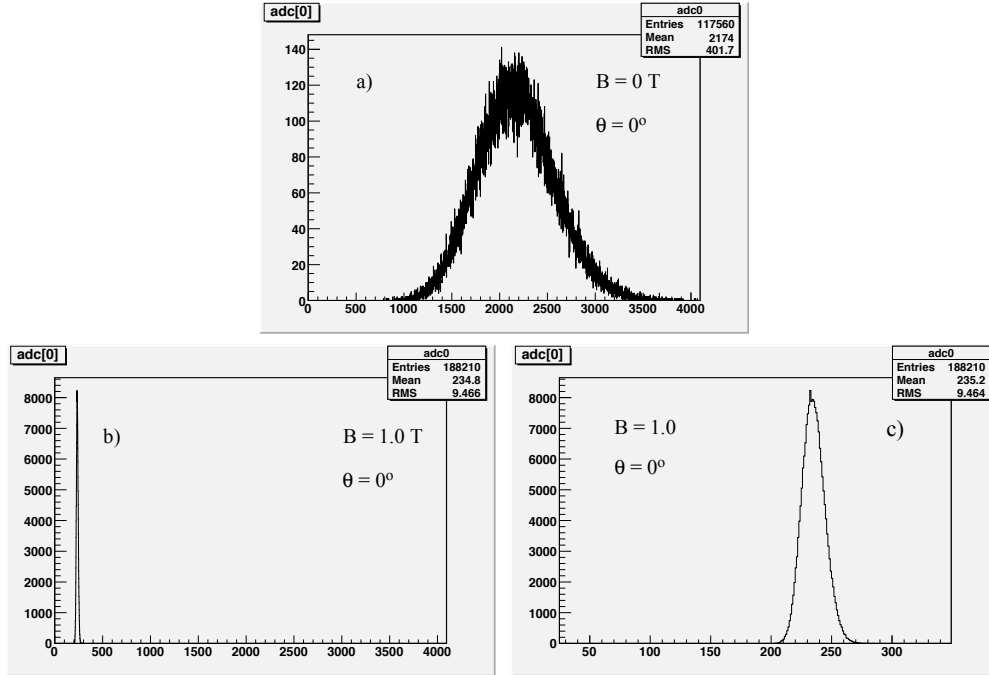 adc[0]
adc0
Entries 117560
Mean 2174
RMS 401.7
a)
B = 0 T
θ = 0º
140
120
100
80
60
40
20
0
0 500 1000 1500 2000 2500 3000 3500 4000
adc[0]
adc0
Entries 188210
Mean 234.8
RMS 9.466
b)
B = 1.0 T
θ = 0º
8000
7000
6000
5000
4000
3000
2000
1000
0
0 500 1000 1500 2000 2500 3000 3500 4000
adc[0]
adc0
Entries 188210
Mean 235.2
RMS 9.464
B = 1.0
c)
θ = 0º
8000
7000
6000
5000
4000
3000
2000
1000
0
50 100 150 200 250 300